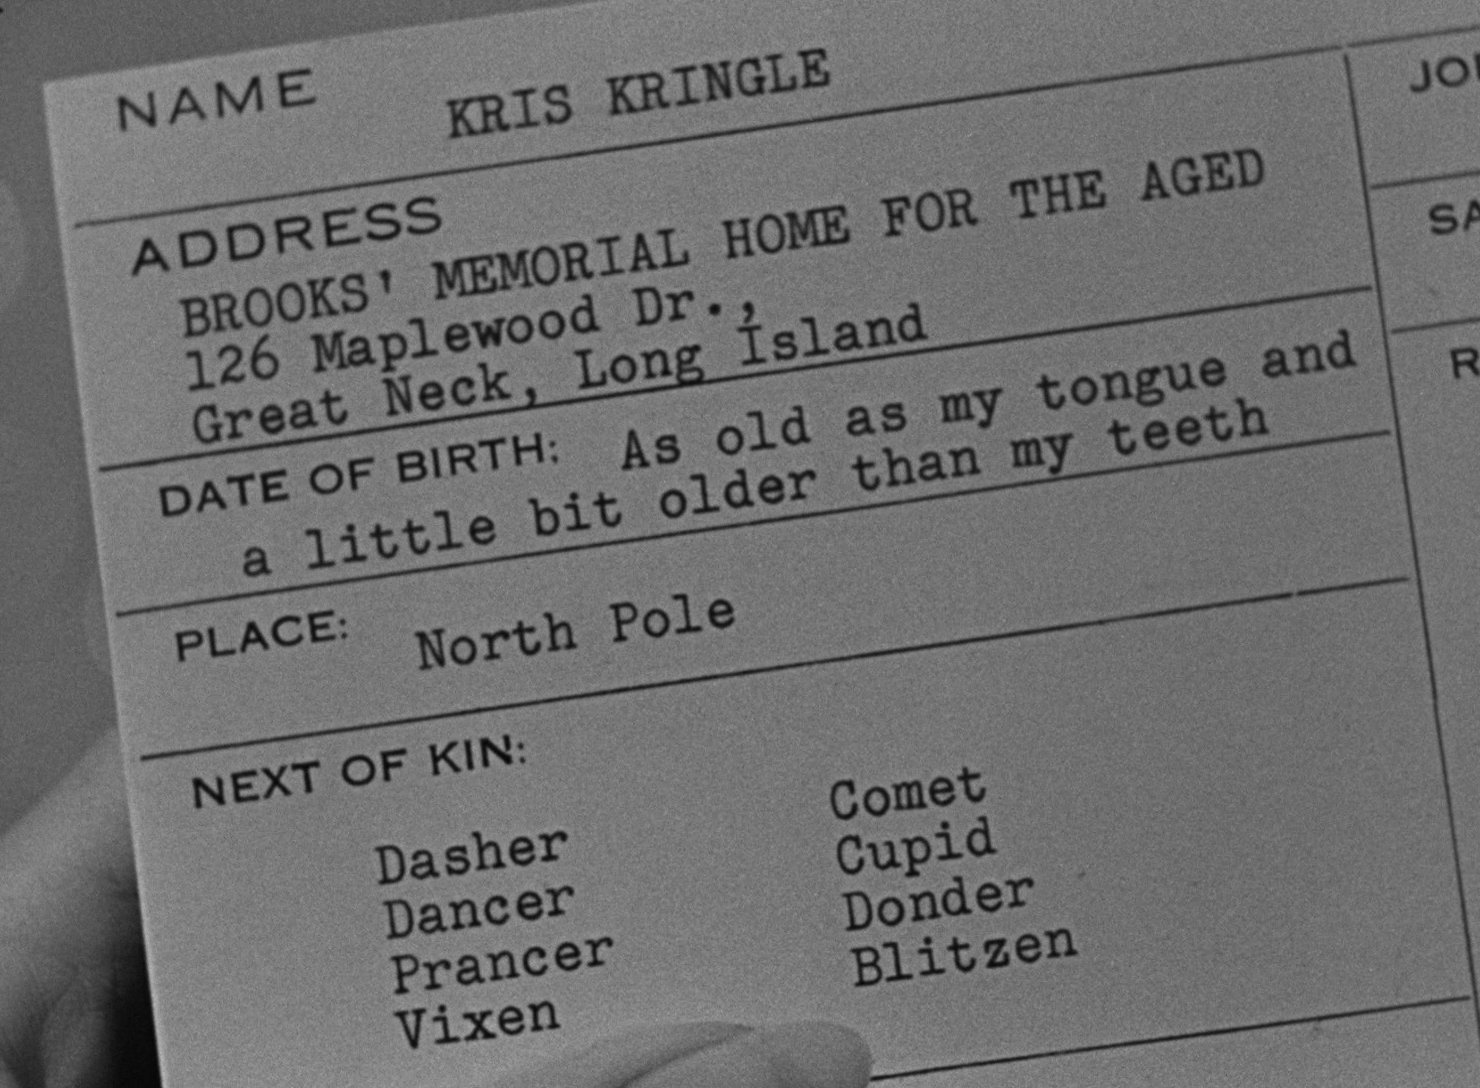 NAME KRIS KRINGLE
ADDRESS
BROOKS' MEMORIAL HOME FOR THE AGED
126 Maplewood Dr.,
Great Neck, Long Island
DATE OF BIRTH: As old as my tongue and
a little bit older than my teeth
PLACE: North Pole
NEXT OF KIN:
Dasher
Dancer
Prancer
Vixen
Comet
Cupid
Donder
Blitzen